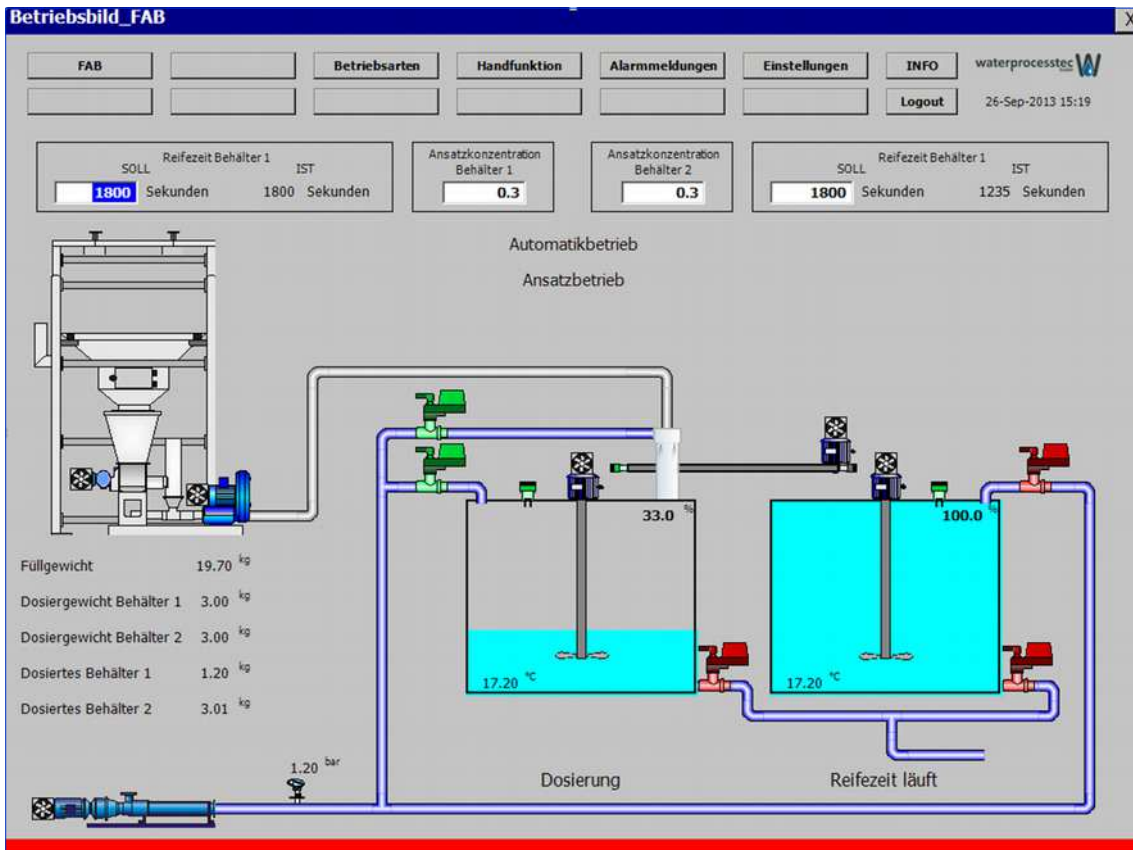 Betriebsbild_FAB X
FAB Betriebsarten Handfunktion Alarmmeldungen Einstellungen INFO waterprocesstec
Logout 26-Sep-2013 15:19
Reifezeit Behälter 1
SOLL IST
1800 Sekunden 1800 Sekunden
Ansatzkonzentration
Behälter 1
0.3
Ansatzkonzentration
Behälter 2
0.3
Reifezeit Behälter 1
SOLL IST
1800 Sekunden 1235 Sekunden
Automatikbetrieb
Ansatzbetrieb
33.0 %
100.0 %
17.20 °C
17.20 °C
Füllgewicht 19.70 kg
Dosiergewicht Behälter 1 3.00 kg
Dosiergewicht Behälter 2 3.00 kg
Dosiertes Behälter 1 1.20 kg
Dosiertes Behälter 2 3.01 kg
1.20 bar
Dosierung
Reifezeit läuft